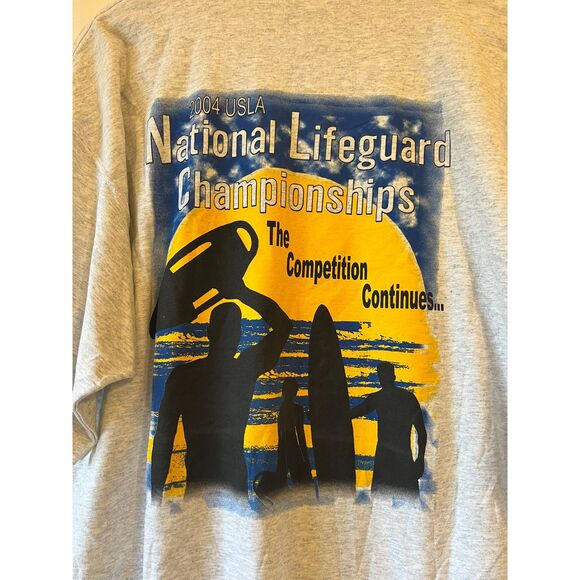 2004 USLA
National Lifeguard
Championships
The
Competition
Continues...